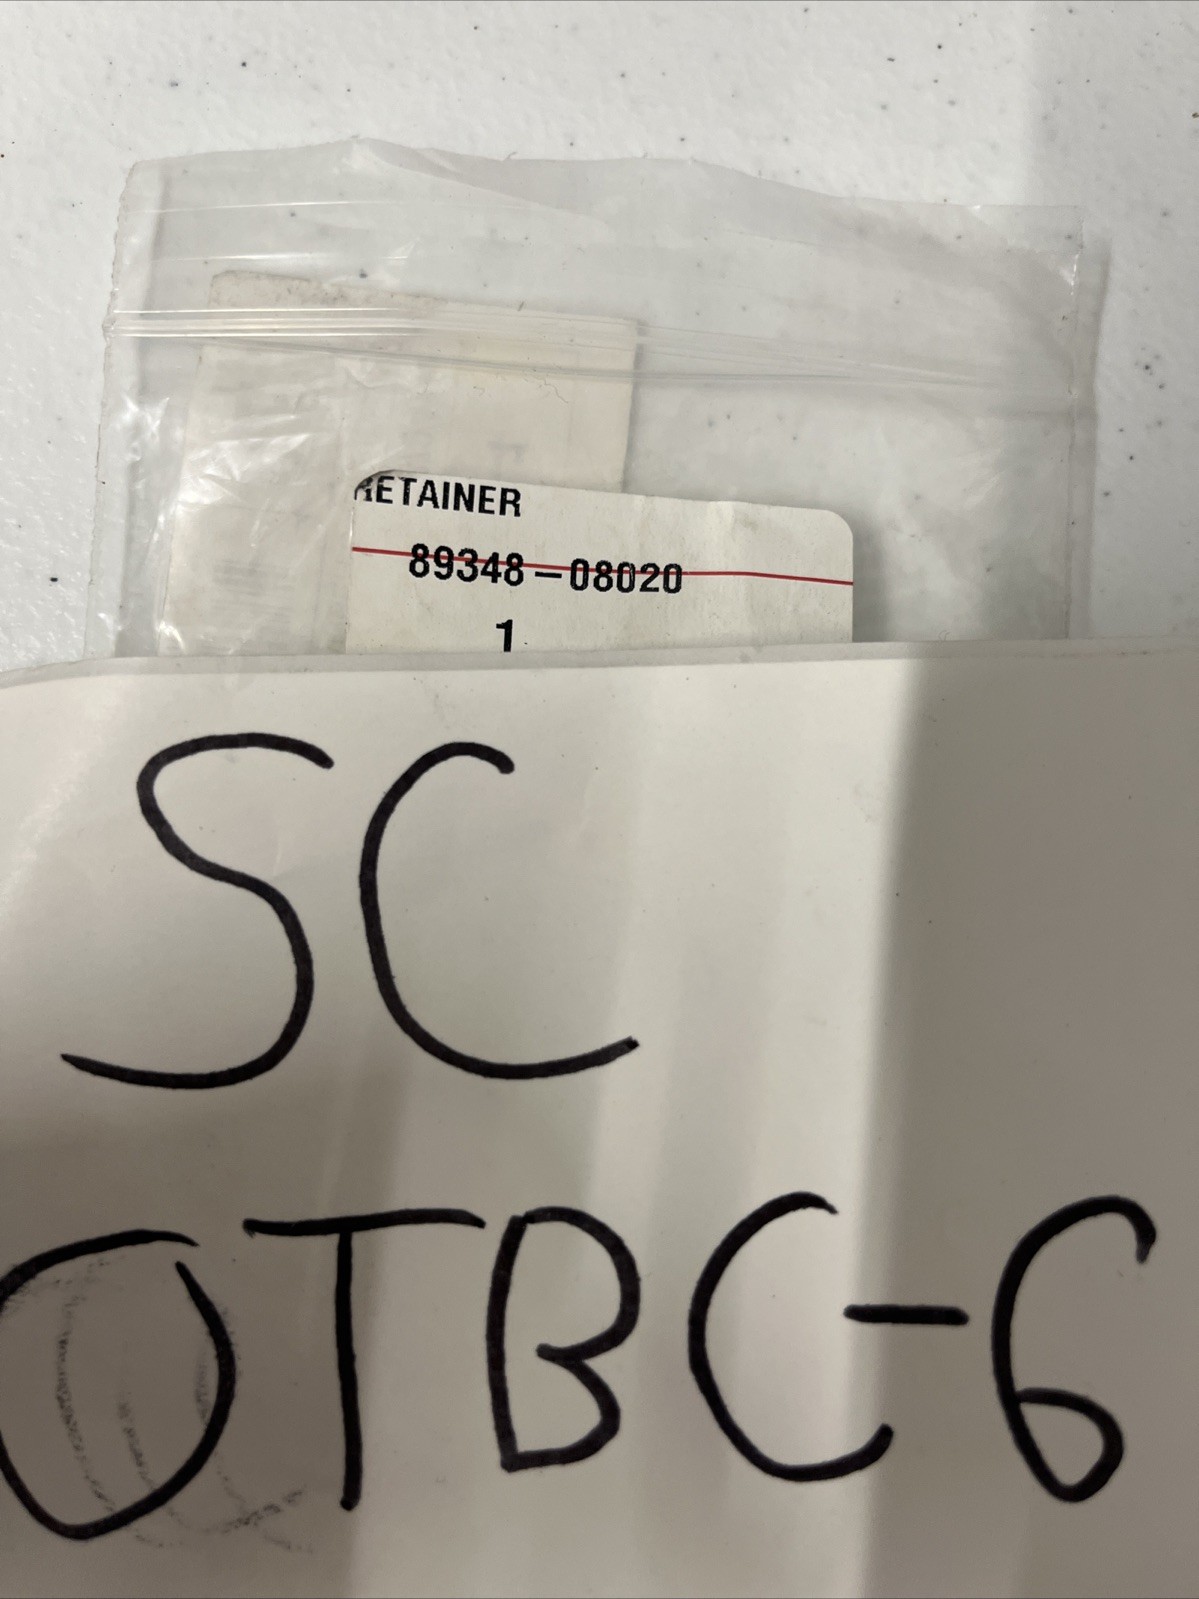 RETAINER
89348-08020
1
SC
OTBC-6